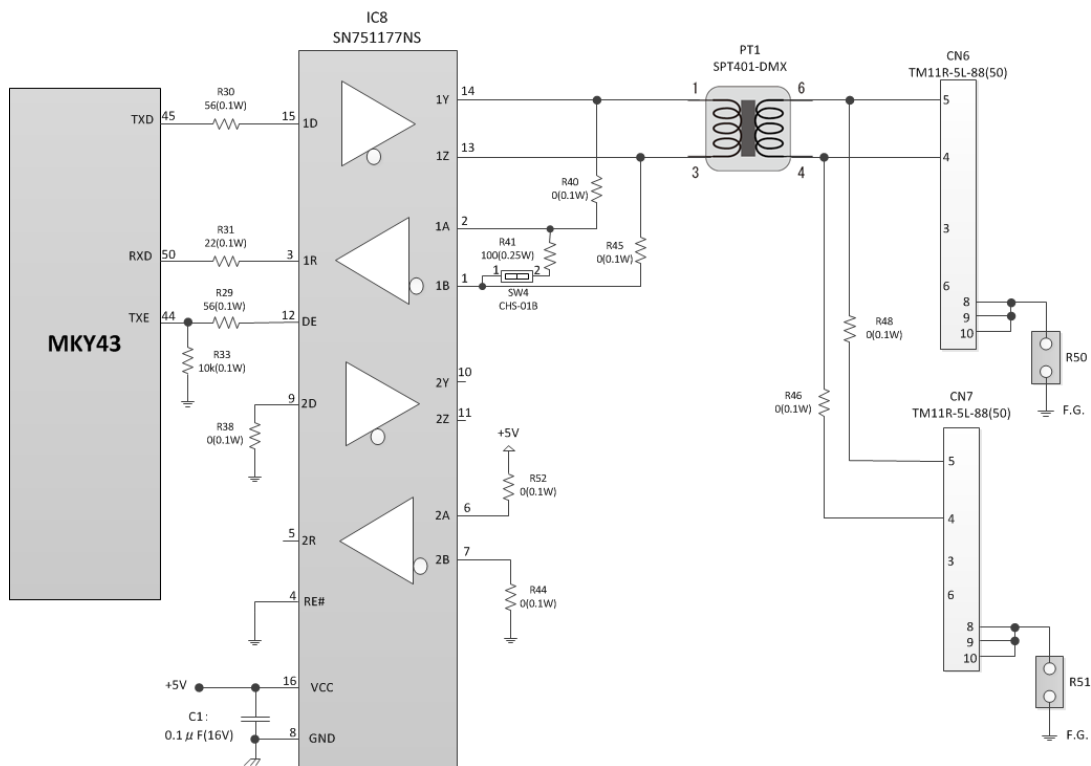 IC8
SN751177NS
PT1
SPT401-DMX
CN6
TM11R-5L-88(50)
R30
56(0.1W)
TXD
45
15
1D
1Y
14
1
6
5
1Z
13
3
4
4
R40
0(0.1W)
R31
22(0.1W)
RXD
50
3
1R
1A
2
R41
100(0.25W)
R45
0(0.1W)
3
1
2
1B
1
SW4
CHS-01B
6
R29
56(0.1W)
TXE
44
12
DE
8
9
10
R48
0(0.1W)
MKY43
R33
10k(0.1W)
2Y
10
R50
9
2D
2Z
11
R46
0(0.1W)
CN7
TM11R-5L-88(50)
F.G.
R38
0(0.1W)
+5V
5
R52
0(0.1W)
2A
6
4
5
2R
2B
7
3
R44
0(0.1W)
6
4
RE#
8
9
10
+5V
16
VCC
R51
C1:
0.1μF(16V)
8
GND
F.G.